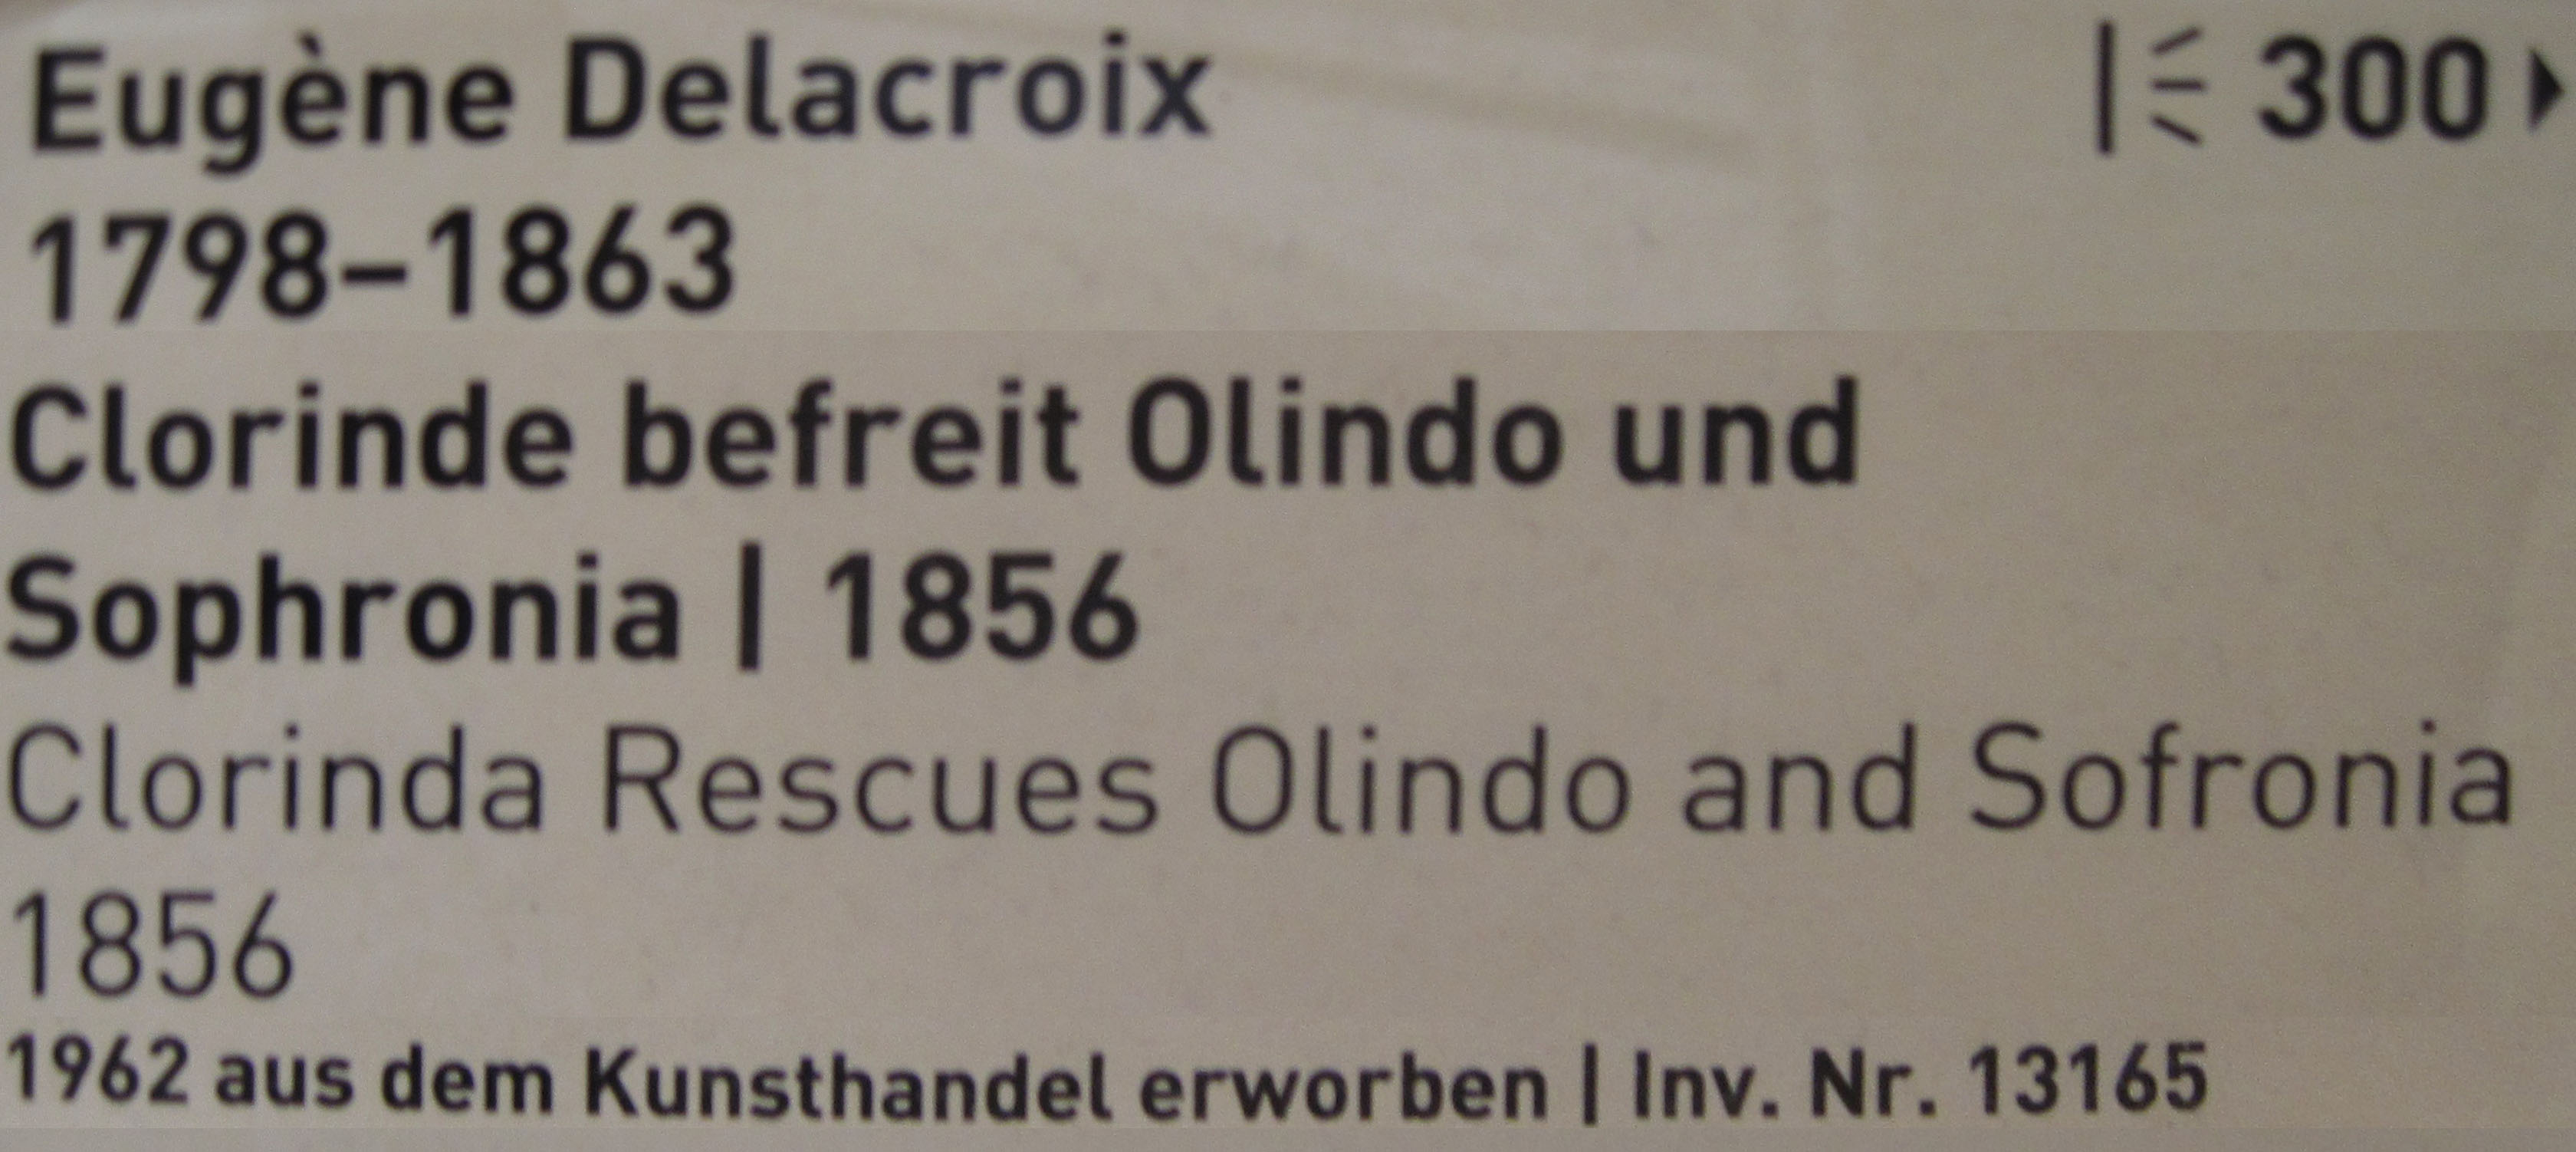 Eugène Delacroix 300
1798–1863
Clorinde befreit Olindo und
Sophronia | 1856
Clorinda Rescues Olindo and Sofronia
1856
1962 aus dem Kunsthandel erworben | Inv. Nr. 13165